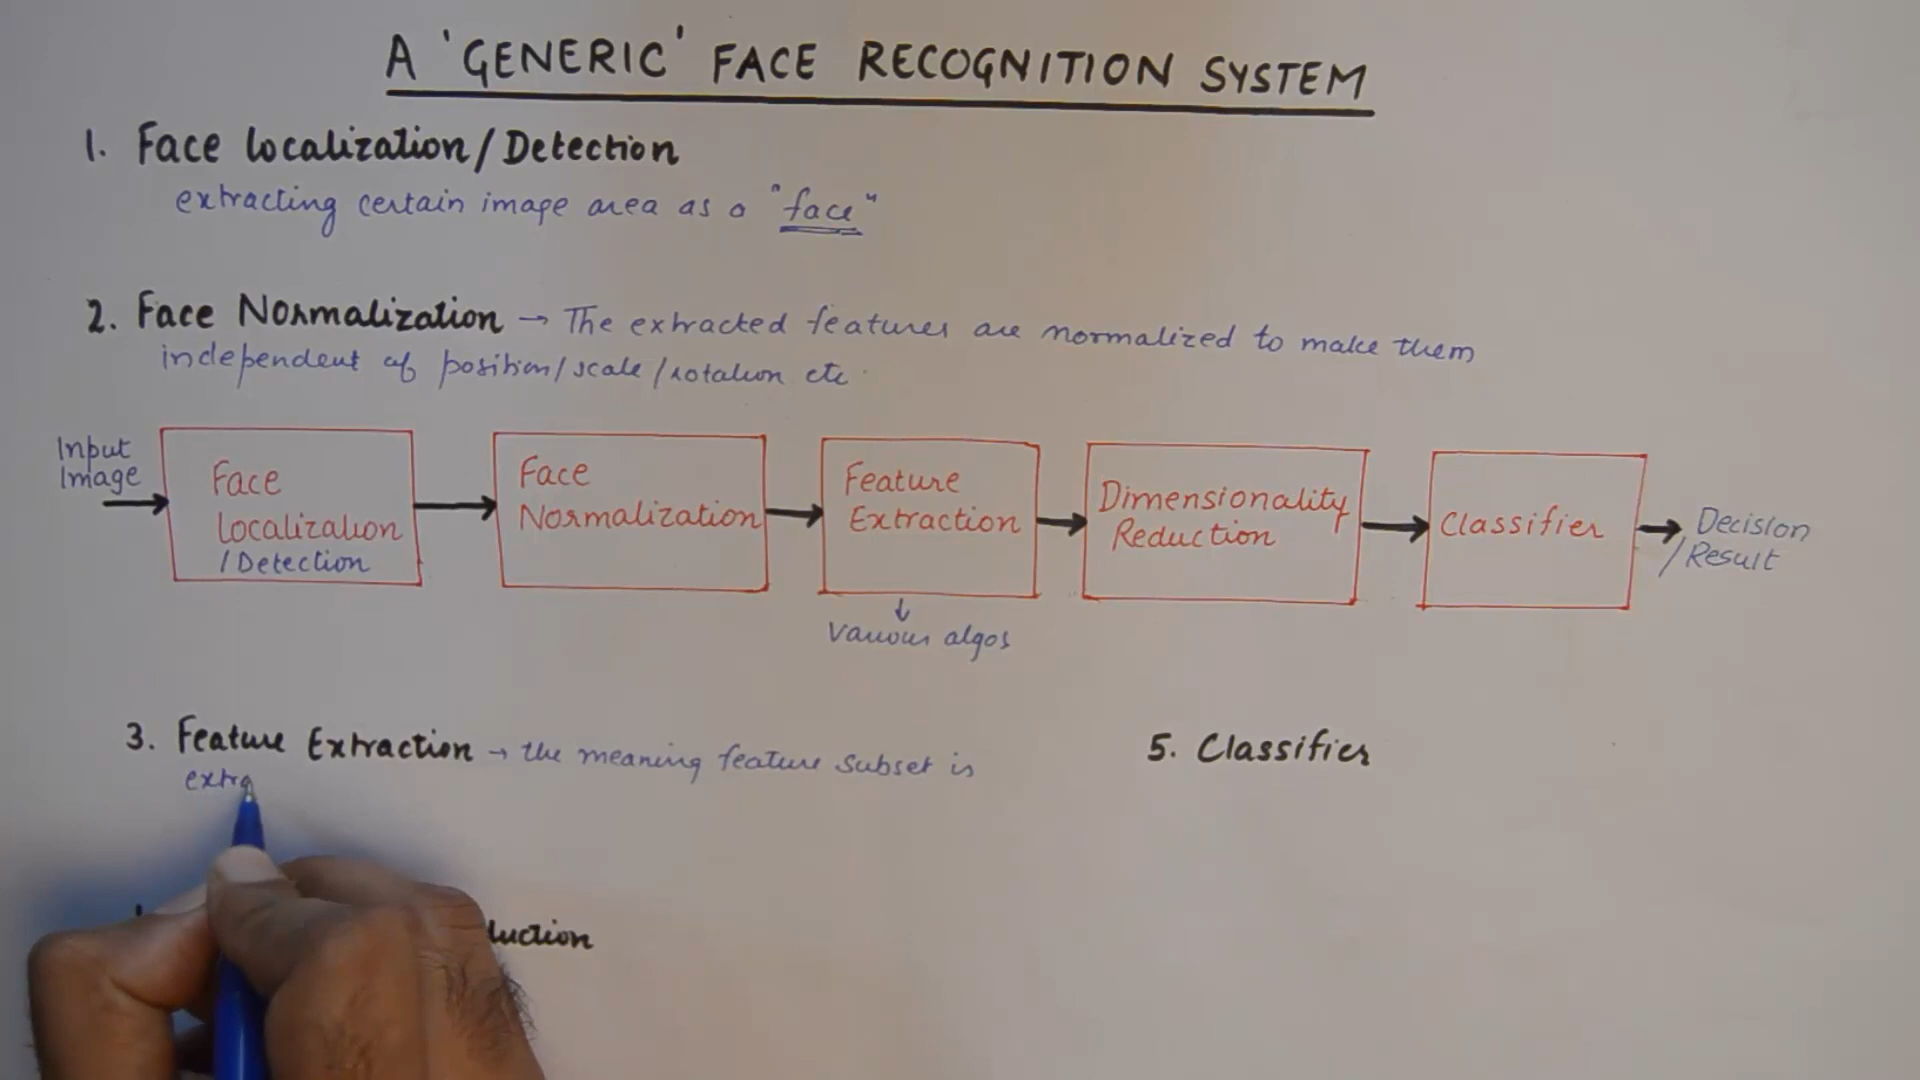 A 'GENERIC' FACE RECOGNITION SYSTEM
1. Face Localization/Detection
extracting certain image area as a "face"
2. Face Normalization → The extracted features are normalized to make them
independent of position/scale/rotation etc
Input
Image
Face
Localization
/Detection
Face
Normalization
Feature
Extraction
Dimensionality
Reduction
Classifier
Decision
/Result
↓
Various algos
3. Feature Extraction → the meaning feature subset is
extra
5. Classifier
duction